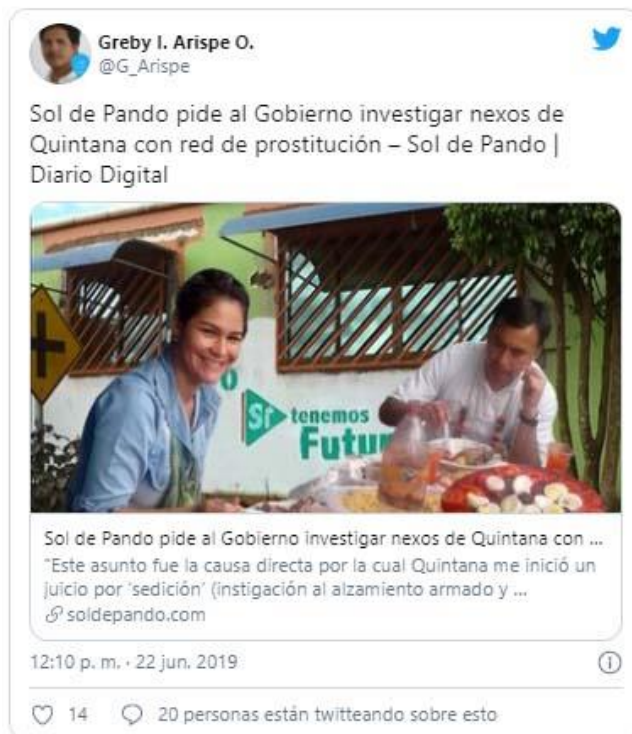 Greby I. Arispe O.
@G_Arispe
Sol de Pando pide al Gobierno investigar nexos de
Quintana con red de prostitución – Sol de Pando |
Diario Digital
O
Sí tenemos
Futur
Sol de Pando pide al Gobierno investigar nexos de Quintana con ...
"Este asunto fue la causa directa por la cual Quintana me inició un
juicio por 'sedición' (instigación al alzamiento armado y ...
soldepando.com
12:10 p. m. · 22 jun. 2019
14
20 personas están twitteando sobre esto